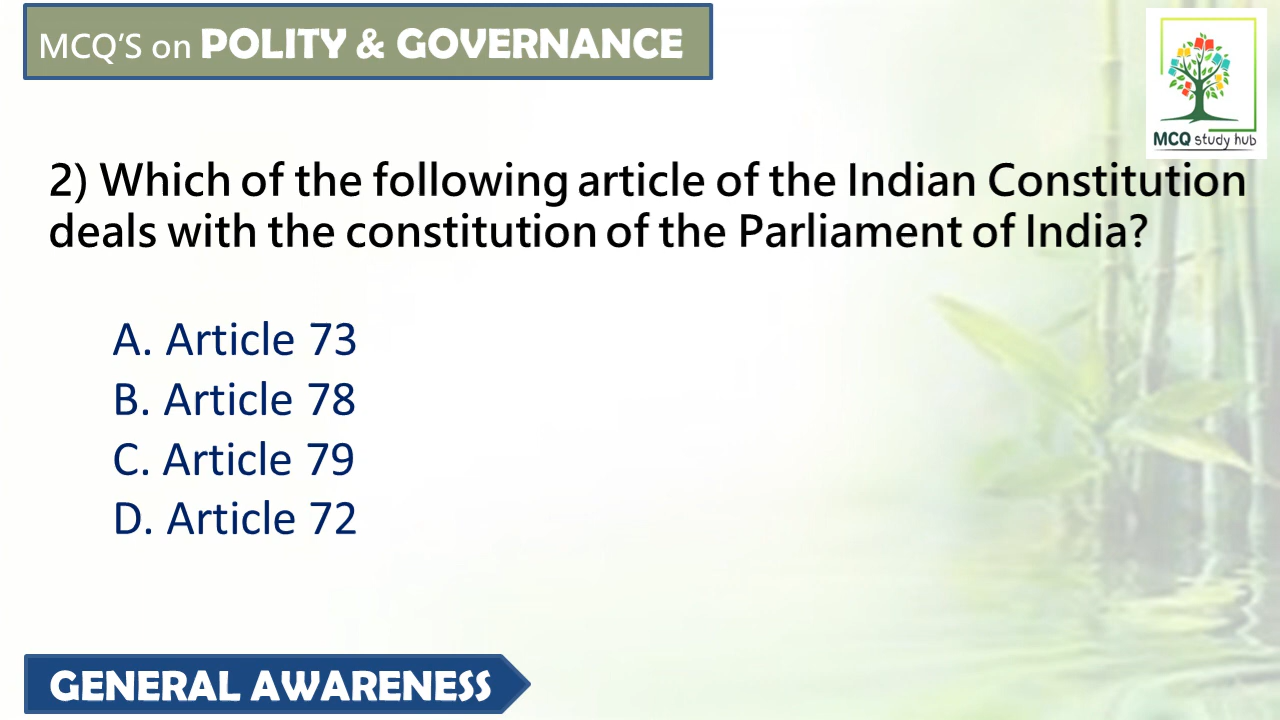 MCQ'S on POLITY & GOVERNANCE
MCQ study hub
2) Which of the following article of the Indian Constitution
deals with the constitution of the Parliament of India?
A. Article 73
B. Article 78
C. Article 79
D. Article 72
GENERAL AWARENESS